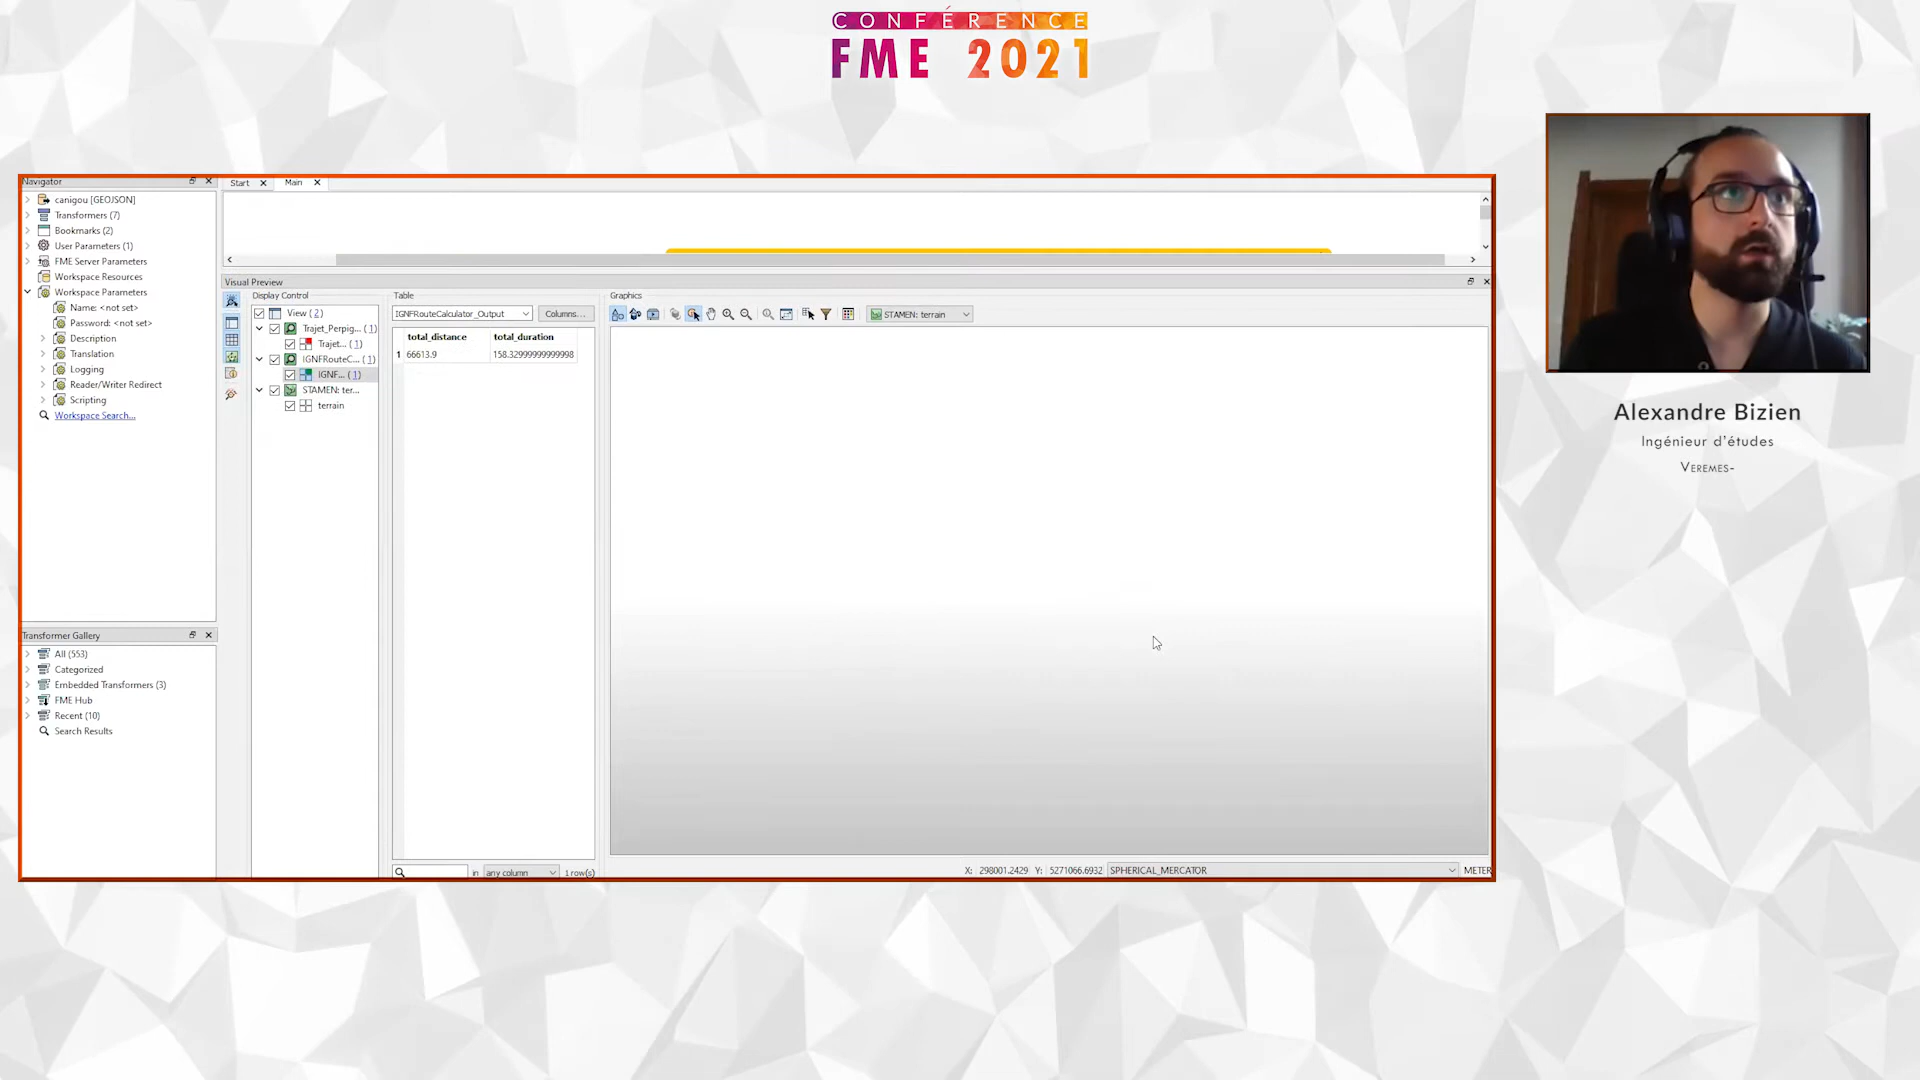 CONFÉRENCE
FME 2021
Navigator
canigou [GEOJSON]
Transformers (7)
Bookmarks (2)
User Parameters (1)
FME Server Parameters
Workspace Resources
Workspace Parameters
Name: <not set>
Password: <not set>
Description
Translation
Logging
Reader/Writer Redirect
Scripting
Workspace Search...
Transformer Gallery
All (553)
Categorized
Embedded Transformers (3)
FME Hub
Recent (10)
Search Results
Start
Main
Visual Preview
Display Control
View (2)
Trajet_Perpig... (1)
Trajet... (1)
IGNFRouteC... (1)
IGNF... (1)
STAMEN: ter...
terrain
Table
IGNFRouteCalculator_Output
Columns...
total_distance total_duration
1 66613.9 158.32999999999998
in any column 1 row(s)
Graphics
STAMEN: terrain
X: 298001.2429 Y: 5271066.6932 SPHERICAL_MERCATOR METER
Alexandre Bizien
Ingénieur d'études
VEREMES-